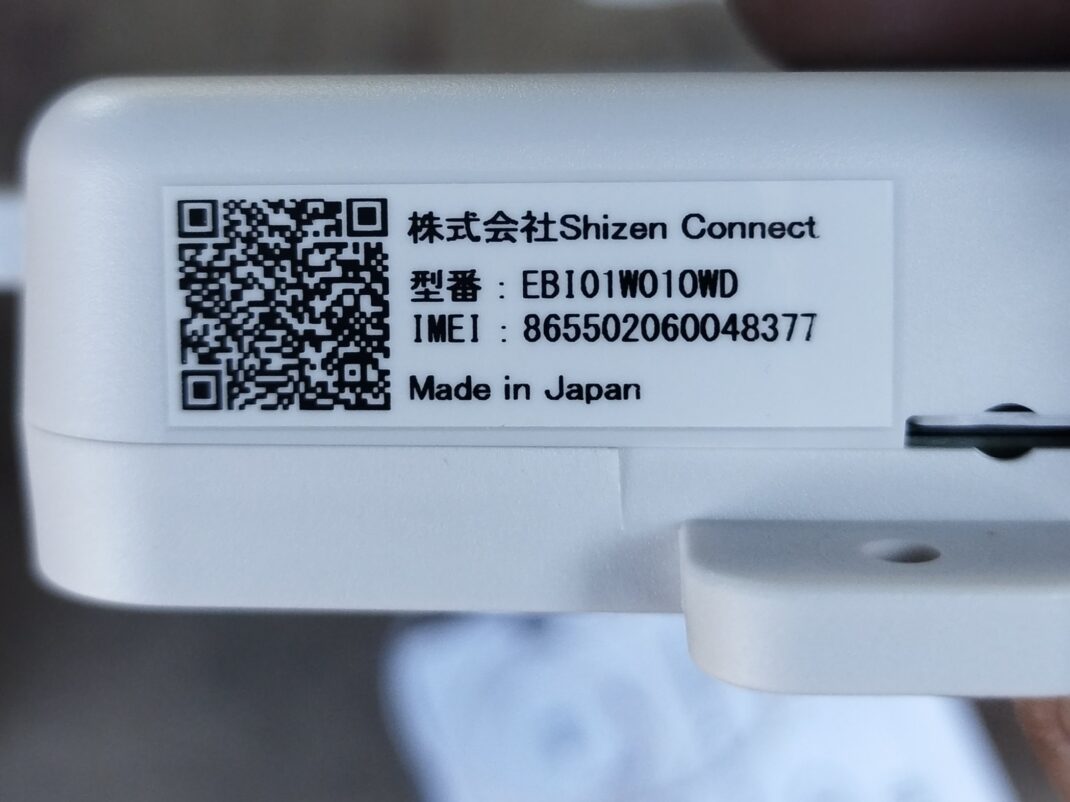 株式会社Shizen Connect
型番：EBI01W010WD
IMEI：865502060048377
Made in Japan